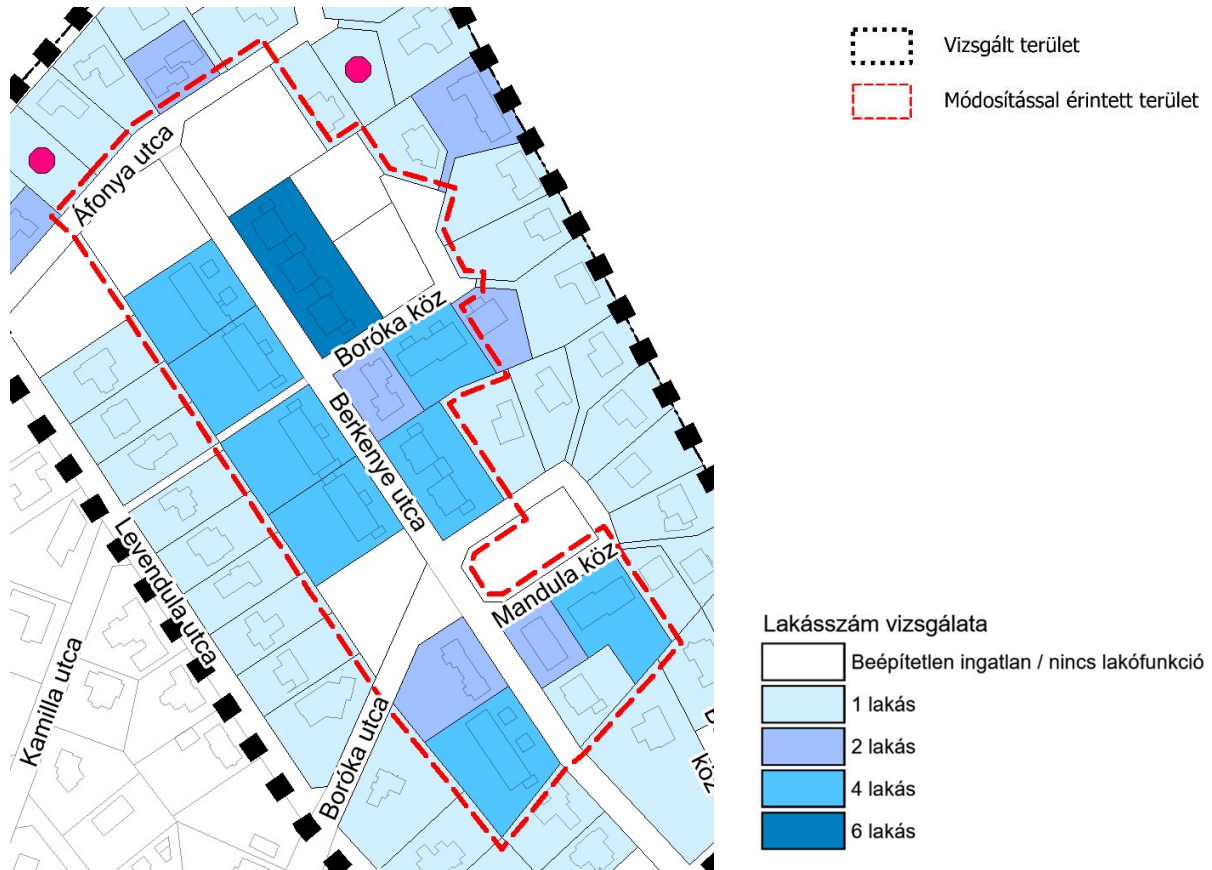 Áfonya utca
Boróka köz
Berkenye utca
Levendula utca
Mandula köz
Kamilla utca
Boróka utca
köz
Vizsgált terület
Módosítással érintett terület
Lakásszám vizsgálata
Beépítetlen ingatlan / nincs lakófunkció
1 lakás
2 lakás
4 lakás
6 lakás